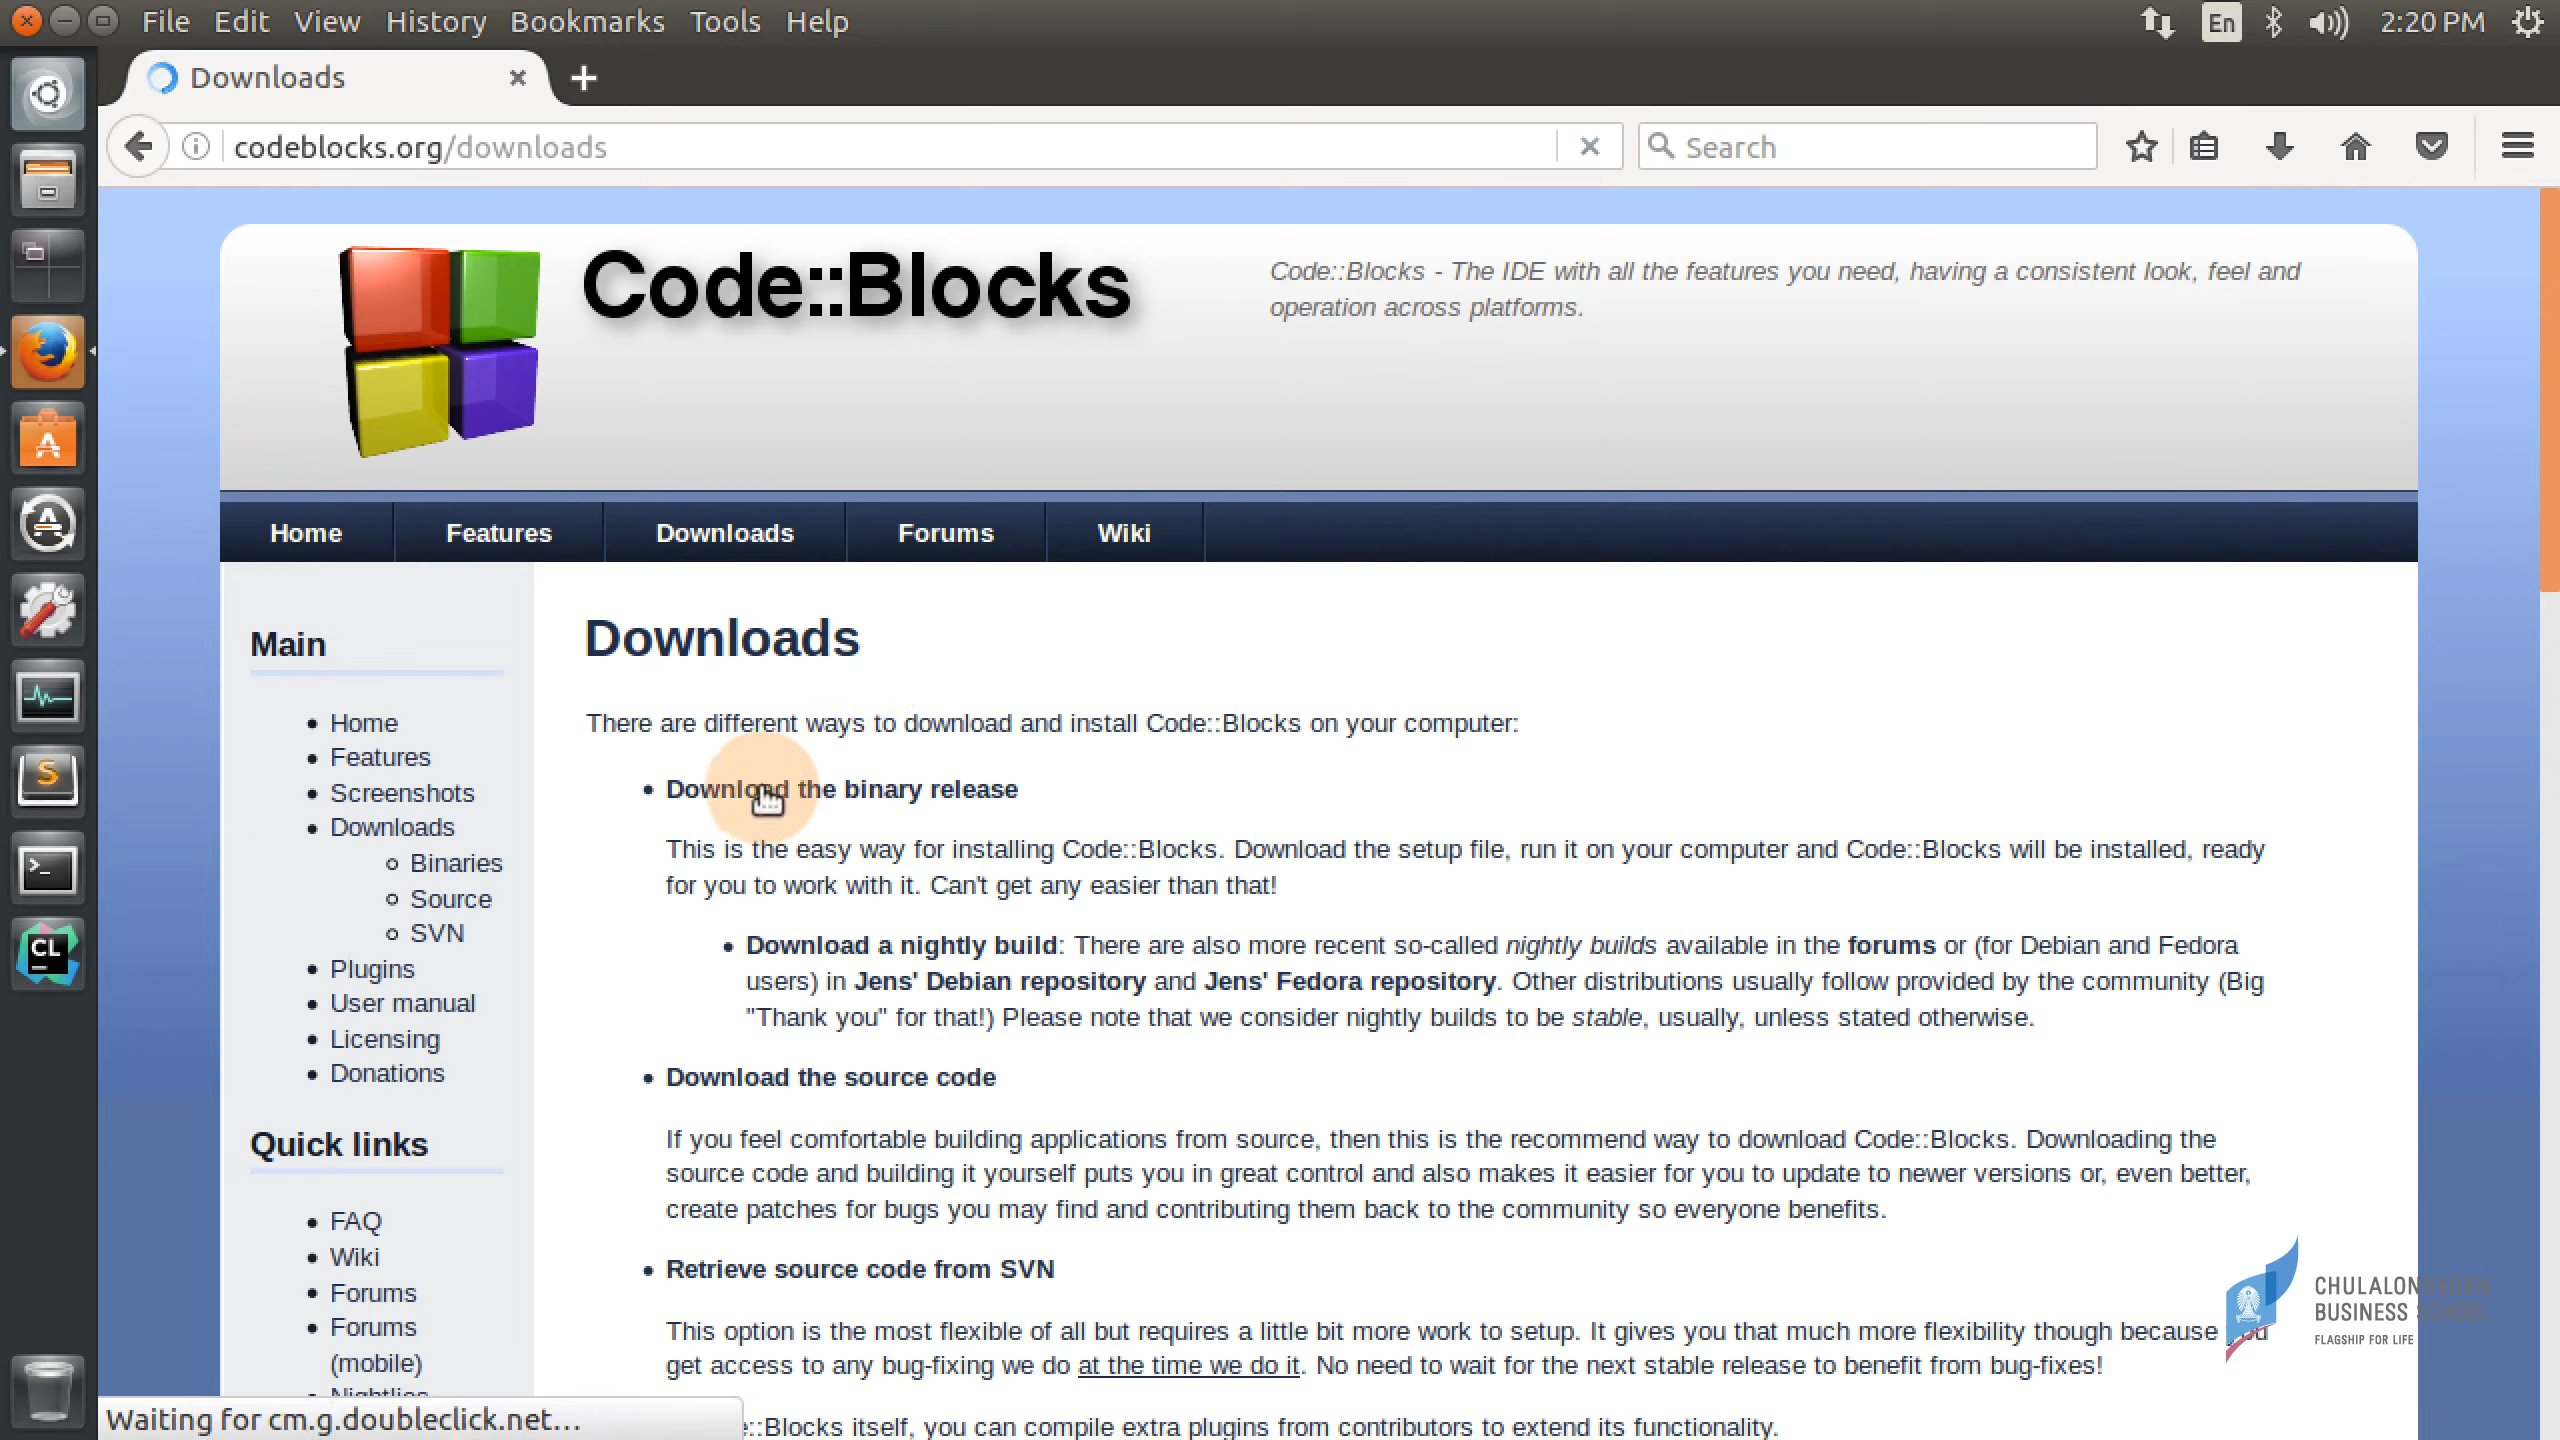 File Edit View History Bookmarks Tools Help
En 2:20 PM
Downloads
codeblocks.org/downloads
Search
Code::Blocks
Code::Blocks - The IDE with all the features you need, having a consistent look, feel and
operation across platforms.
Home Features Downloads Forums Wiki
Main
Home
Features
Screenshots
Downloads
Binaries
Source
SVN
Plugins
User manual
Licensing
Donations
Quick links
FAQ
Wiki
Forums
Forums
(mobile)
Nightlies
Downloads
There are different ways to download and install Code::Blocks on your computer:
Download the binary release
This is the easy way for installing Code::Blocks. Download the setup file, run it on your computer and Code::Blocks will be installed, ready
for you to work with it. Can't get any easier than that!
Download a nightly build: There are also more recent so-called nightly builds available in the forums or (for Debian and Fedora
users) in Jens' Debian repository and Jens' Fedora repository. Other distributions usually follow provided by the community (Big
"Thank you" for that!) Please note that we consider nightly builds to be stable, usually, unless stated otherwise.
Download the source code
If you feel comfortable building applications from source, then this is the recommend way to download Code::Blocks. Downloading the
source code and building it yourself puts you in great control and also makes it easier for you to update to newer versions or, even better,
create patches for bugs you may find and contributing them back to the community so everyone benefits.
Retrieve source code from SVN
This option is the most flexible of all but requires a little bit more work to setup. It gives you that much more flexibility though because you
get access to any bug-fixing we do at the time we do it. No need to wait for the next stable release to benefit from bug-fixes!
::Blocks itself, you can compile extra plugins from contributors to extend its functionality.
Waiting for cm.g.doubleclick.net...
CHULALONGKORN
BUSINESS SCHOOL
FLAGSHIP FOR LIFE
S
CL